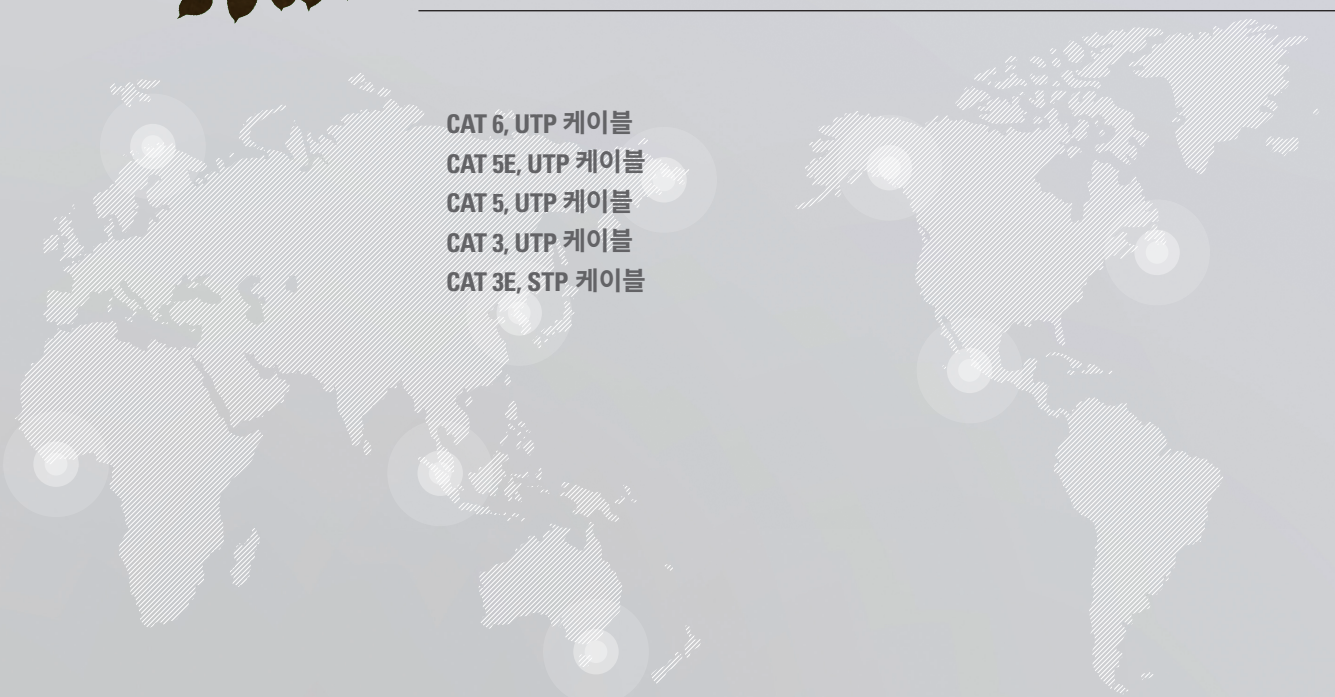 CAT 6, UTP 케이블
CAT 5E, UTP 케이블
CAT 5, UTP 케이블
CAT 3, UTP 케이블
CAT 3E, STP 케이블